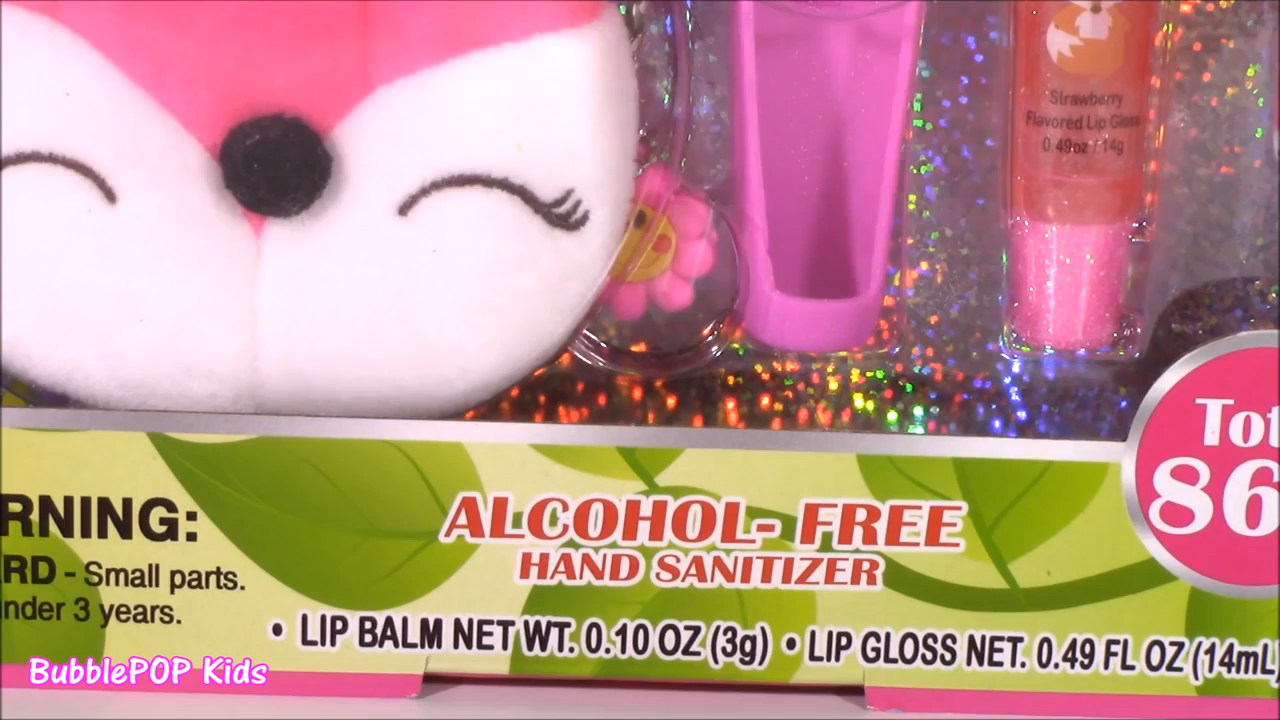 Strawberry
Flavored Lip Gloss
0.49oz / 14g
Tot
86
RNING:
ARD - Small parts.
nder 3 years.
ALCOHOL- FREE
HAND SANITIZER
• LIP BALM NET WT. 0.10 OZ (3g) • LIP GLOSS NET. 0.49 FL OZ (14mL)
BubblePOP Kids